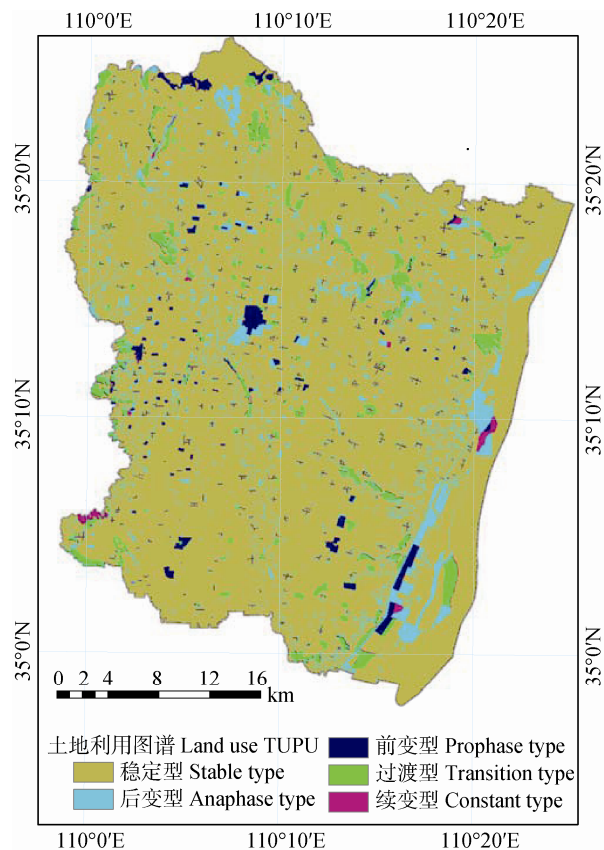 110°0′E 110°10′E 110°20′E
35°20′N 35°20′N
35°10′N 35°10′N
35°0′N 35°0′N
0 2 4 8 12 16
km
土地利用图谱 Land use TUPU
前变型 Prophase type
稳定型 Stable type
过渡型 Transition type
后变型 Anaphase type
续变型 Constant type
110°0′E 110°10′E 110°20′E